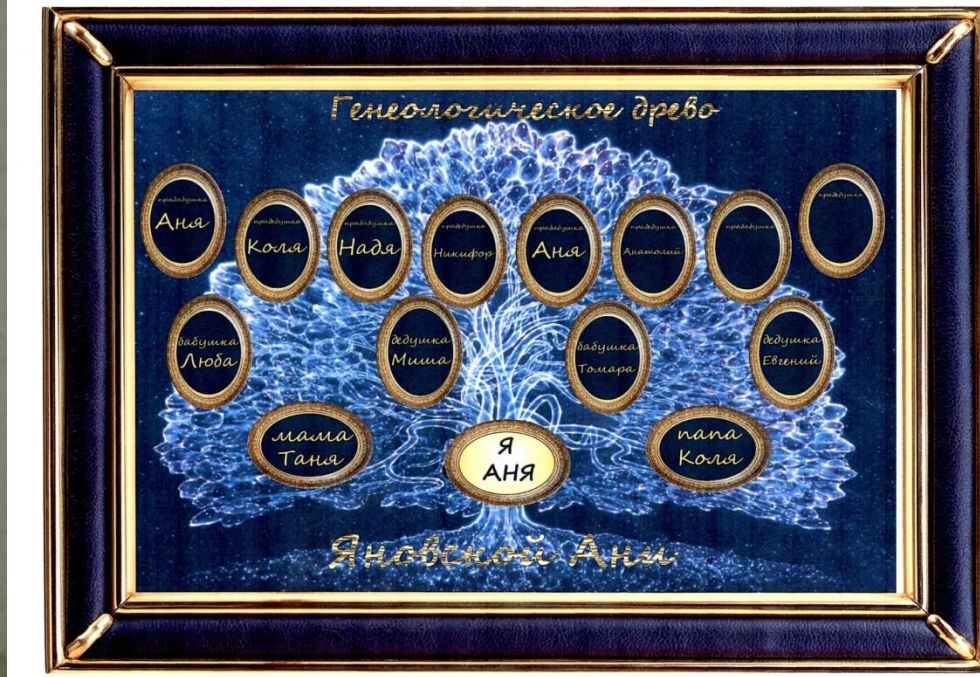 Генеологическое древо
прабабушка
Аня
прадедушка
Коля
прабабушка
Надя
прадедушка
Никифор
прабабушка
Аня
прадедушка
Анатолий
прабабушка
прадедушка
бабушка
Люба
дедушка
Миша
бабушка
Томара
дедушка
Евгений
мама
Таня
Я
АНЯ
папа
Коля
Яновской Ани